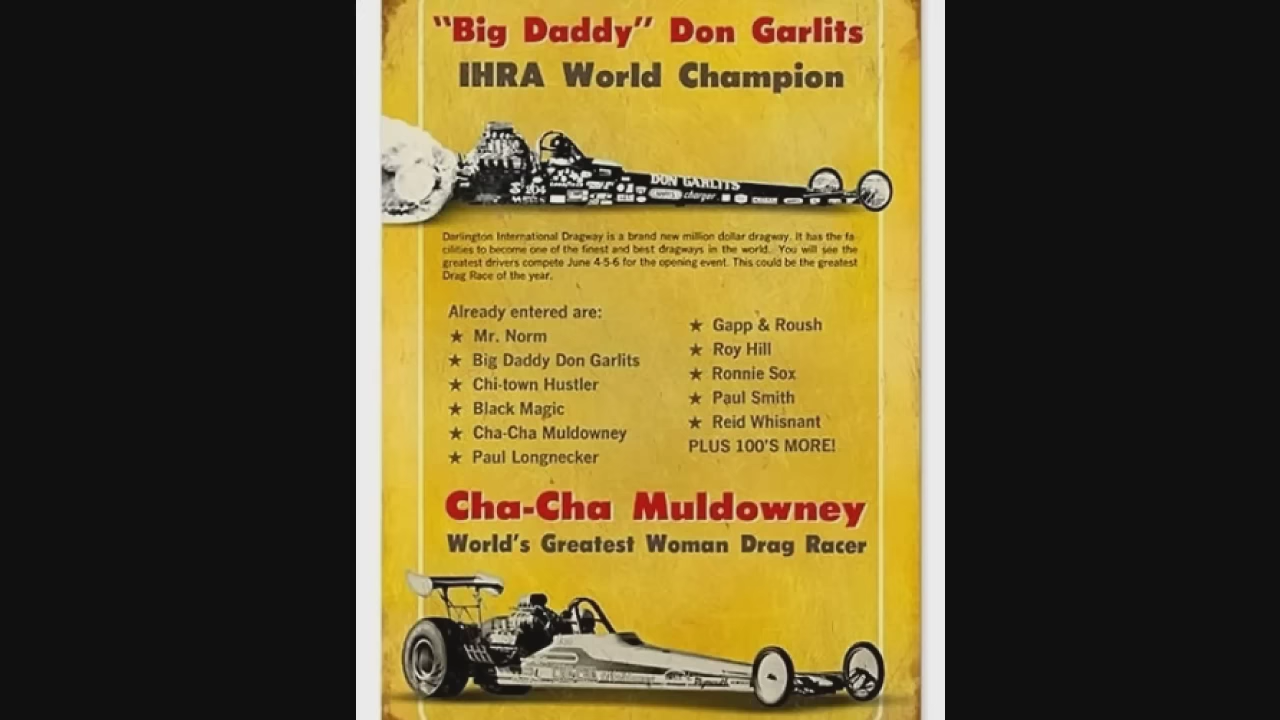 "Big Daddy" Don Garlits
IHRA World Champion
DON GARLITS
charger
Darlington International Dragway is a brand new million dollar dragway. It has the fa-
cilities to become one of the finest and best dragways in the world. You will see the
greatest drivers compete June 4-5-6 for the opening event. This could be the greatest
Drag Race of the year.
Already entered are:
★ Mr. Norm
★ Big Daddy Don Garlits
★ Chi-town Hustler
★ Black Magic
★ Cha-Cha Muldowney
★ Paul Longnecker
★ Gapp & Roush
★ Roy Hill
★ Ronnie Sox
★ Paul Smith
★ Reid Whisnant
PLUS 100'S MORE!
Cha-Cha Muldowney
World's Greatest Woman Drag Racer
Plymouth